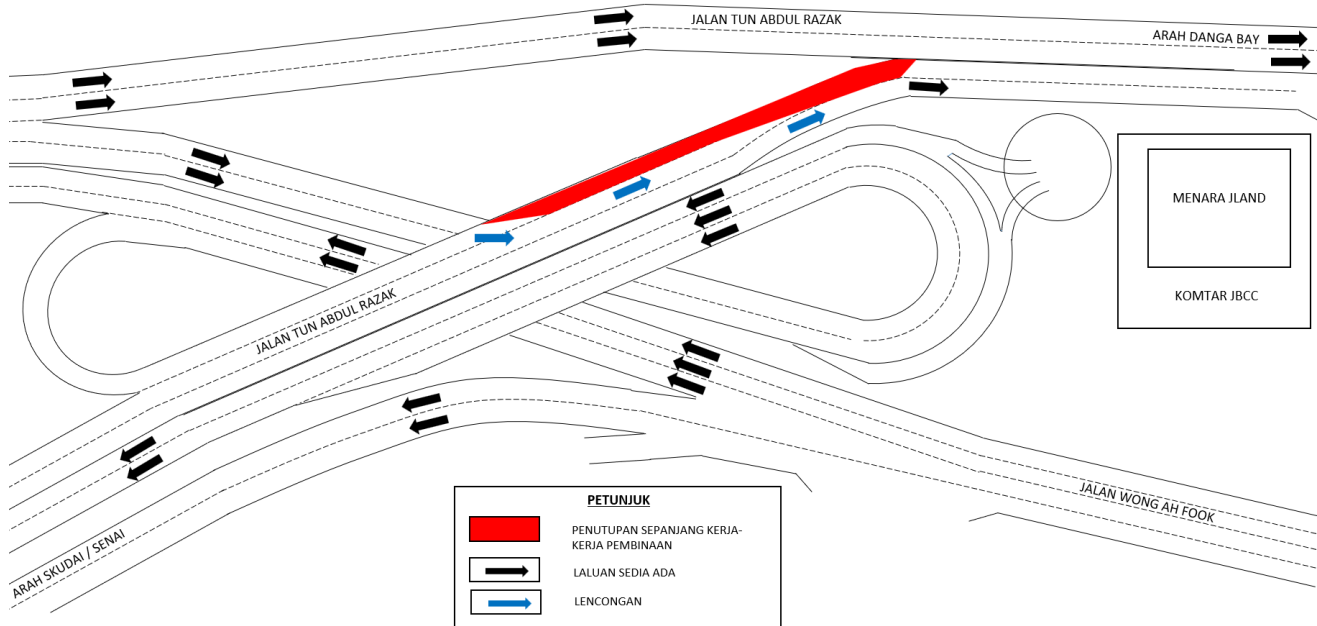 JALAN TUN ABDUL RAZAK
ARAH DANGA BAY
MENARA JLAND
KOMTAR JBCC
JALAN TUN ABDUL RAZAK
JALAN WONG AH FOOK
ARAH SKUDAI / SENAI
PETUNJUK
PENUTUPAN SEPANJANG KERJA-
KERJA PEMBINAAN
LALUAN SEDIA ADA
LENCONGAN